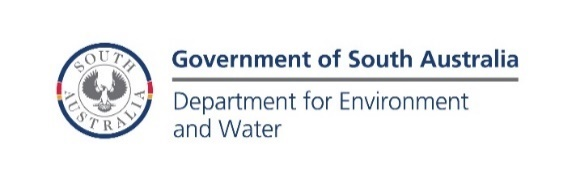 SOUTH
AUSTRALIA
Government of South Australia
Department for Environment
and Water